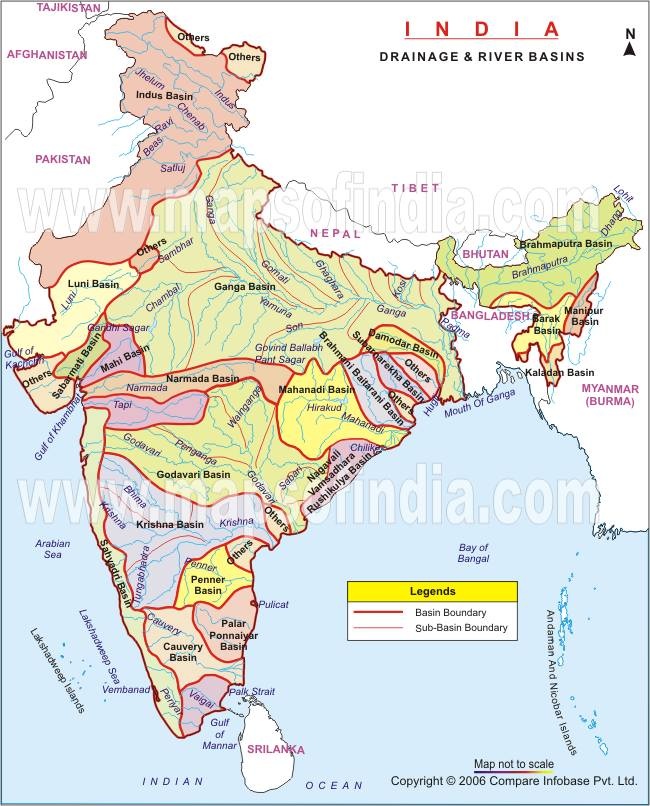 TAJIKISTAN
INDIA
DRAINAGE & RIVER BASINS
N
AFGHANISTAN
Others
Others
Jhelum
Indus Basin
Indus
Chenab
Ravi
Beas
PAKISTAN
Satluj
www.mapsofindia.com
TIBET
Lohit
Ganga
Dhang
NEPAL
Others
Sambhar
Brahmaputra Basin
BHUTAN
Brahmaputra
Gomati
Ghaghara
Kosi
Luni Basin
Luni
Ganga Basin
Chambal
Yamuna
Ganga
BANGLADESH
Padma
Barak
Basin
Manipur
Basin
Gandhi Sagar
Son
Gulf of
Kachchh
Sabarmati Basin
Mahi Basin
Govind Ballabh
Pant Sagar
Damodar Basin
Others
Subarnarekha Basin
Brahmani Baitarani Basin
Others
Kaladan Basin
Others
Narmada Basin
Narmada
Mahanadi Basin
Hirakud
Mahanadi
Hugli
Mouth Of Ganga
MYANMAR
(BURMA)
Gulf of Khambhat
Tapi
Wainganga
Godavari
Penganga
Chilika
Nagavali
Vamsadhara
Rushikulya Basin
Sabari
Godavari Basin
Godavari
www.mapsofindia.com
Bhima
Krishna
Krishna Basin
Krishna
Others
Arabian
Sea
Bay of
Bangal
Sahyadri Basin
Tungabhadra
Others
Penner
Penner
Basin
Legends
Basin Boundary
Sub-Basin Boundary
Pulicat
Cauvery
Palar
Ponnaiyar
Basin
Cauvery
Basin
Lakshadweep Islands
Lakshadweep Sea
Andaman And Nicobar Islands
Vembanad
Periyar
Vaigai
Palk Strait
Gulf
of
Mannar
SRILANKA
Map not to scale
INDIAN OCEAN
Copyright © 2006 Compare Infobase Pvt. Ltd.